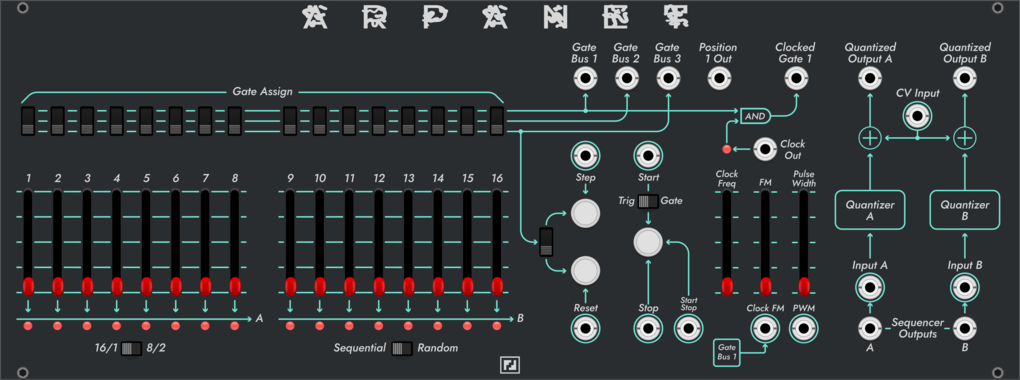 ARPANET
Gate Bus 1
Gate Bus 2
Gate Bus 3
Position 1 Out
Clocked Gate 1
Quantized Output A
Quantized Output B
Gate Assign
CV Input
AND
Clock Out
1 2 3 4 5 6 7 8 9 10 11 12 13 14 15 16
Step
Start
Clock Freq
FM
Pulse Width
Trig
Gate
Quantizer A
Quantizer B
Input A
Input B
Reset
Stop
Start Stop
Clock FM
PWM
A
B
Sequencer Outputs
A
B
16/1
8/2
Sequential
Random
Gate Bus 1